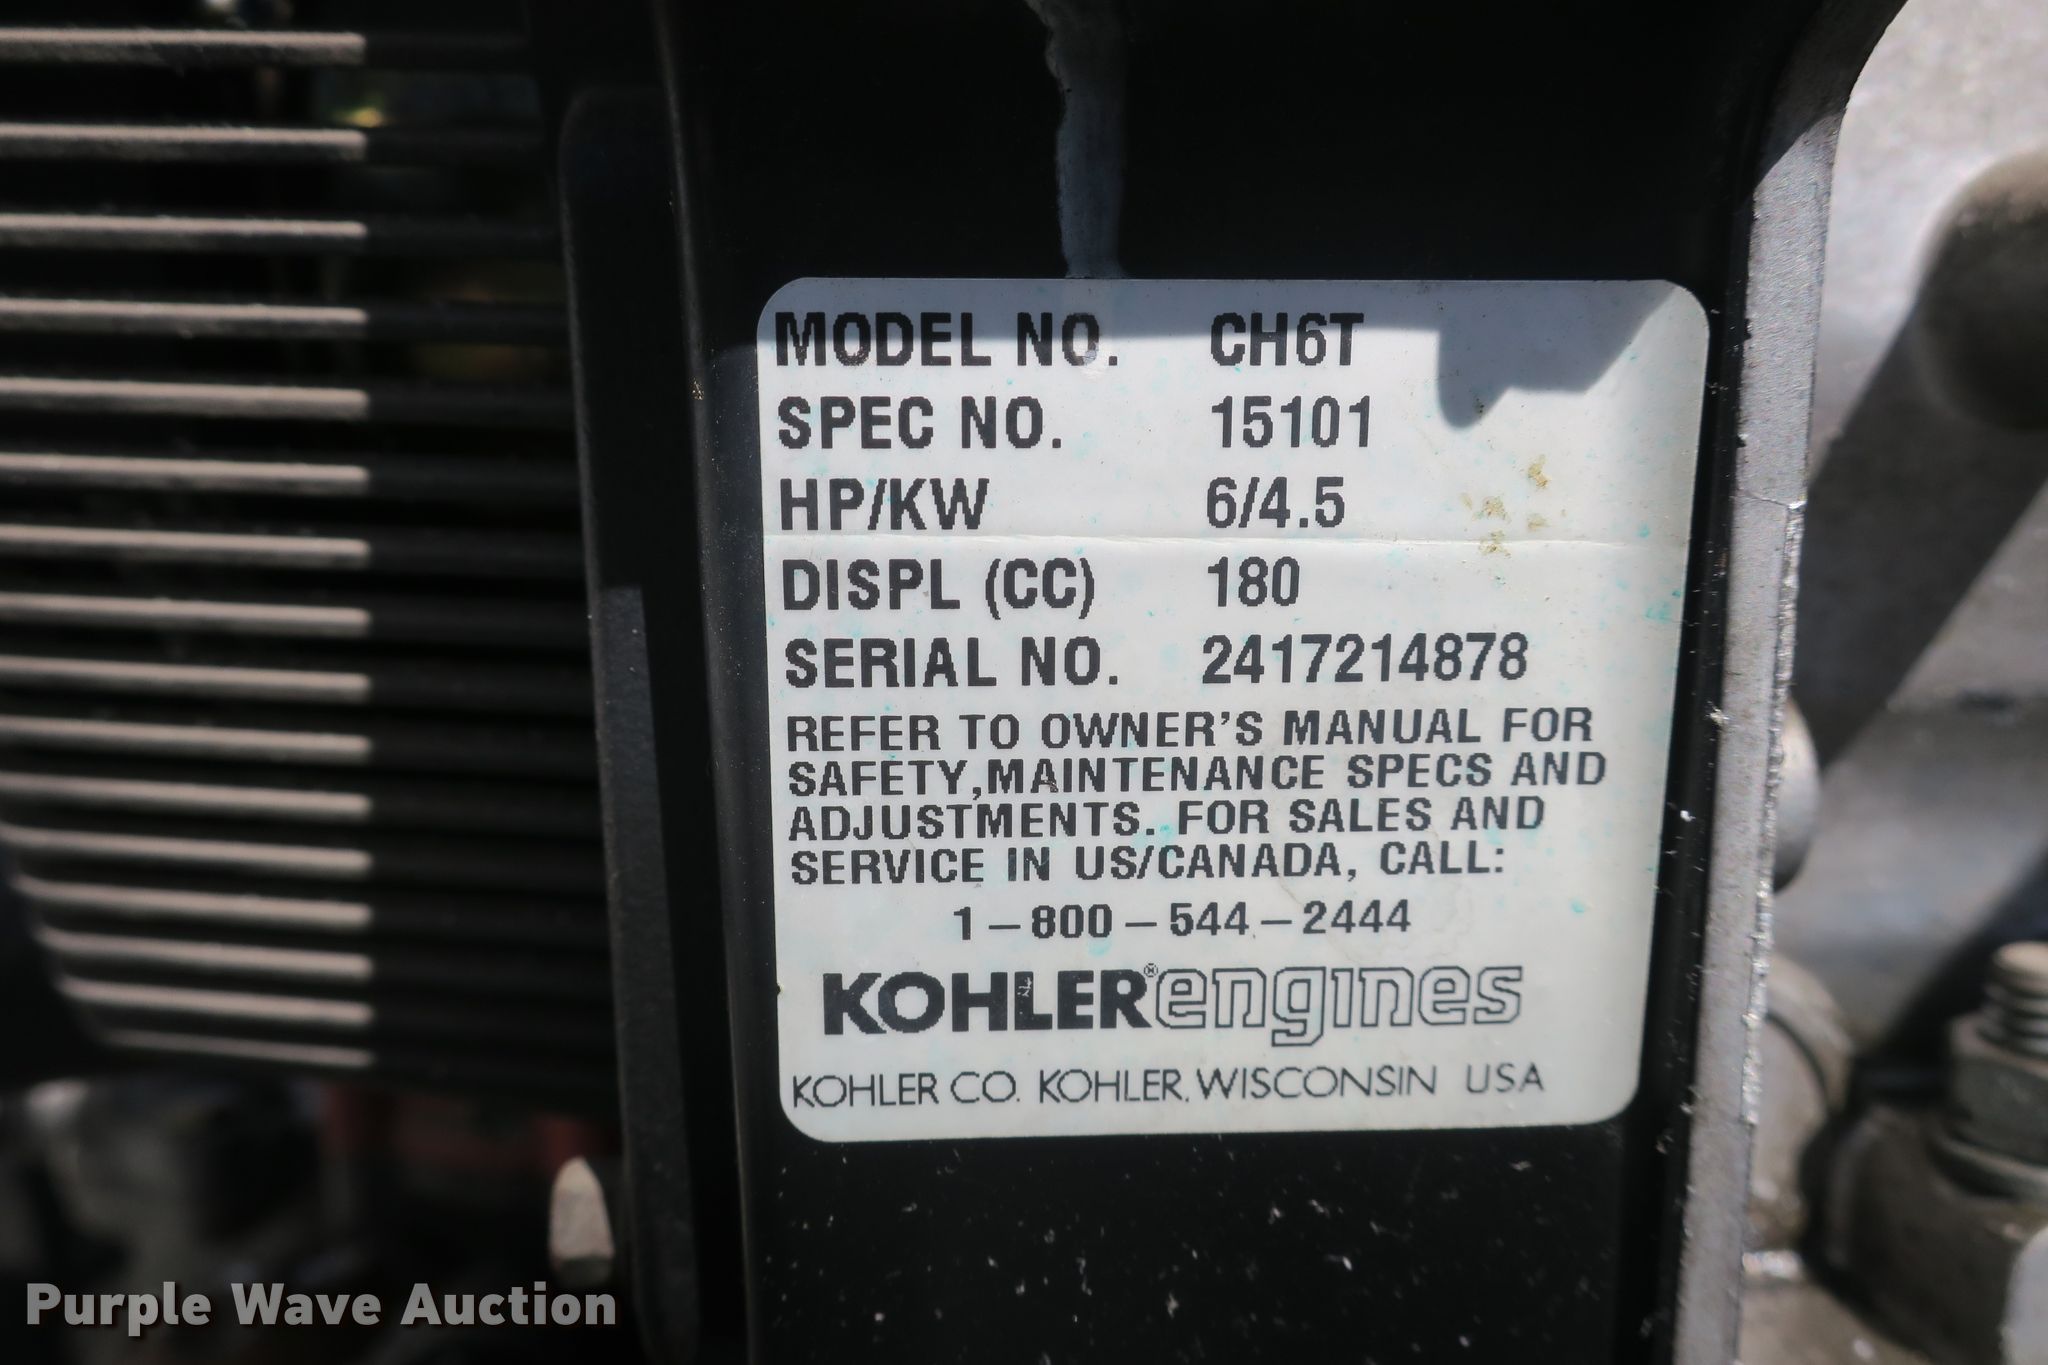 MODEL NO. CH6T
SPEC NO. 15101
HP/KW 6/4.5
DISPL (CC) 180
SERIAL NO. 2417214878
REFER TO OWNER'S MANUAL FOR
SAFETY,MAINTENANCE SPECS AND
ADJUSTMENTS. FOR SALES AND
SERVICE IN US/CANADA, CALL:
1-800-544-2444
KOHLER® engines
KOHLER CO. KOHLER, WISCONSIN USA
Purple Wave Auction